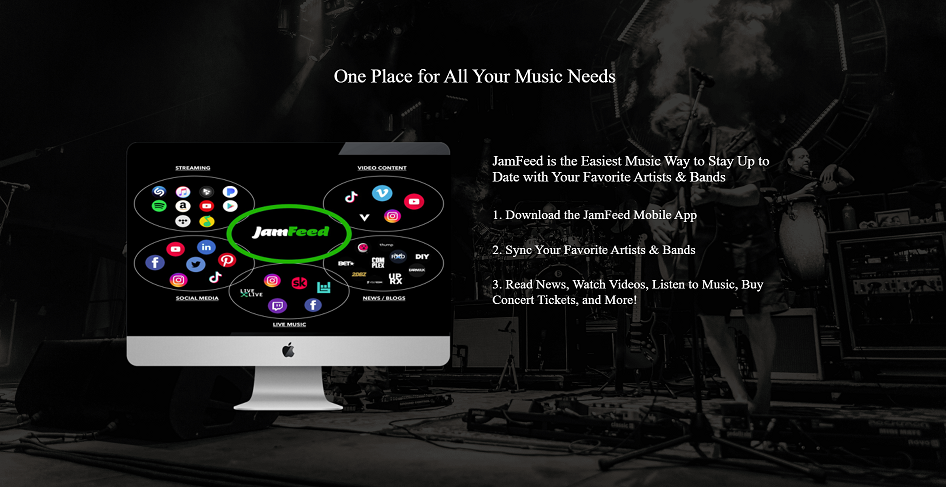 One Place for All Your Music Needs
STREAMING
VIDEO CONTENT
JamFeed
SOCIAL MEDIA
LIVE MUSIC
NEWS / BLOGS
LIVE
LIVE
thump
BET
COMPLEX
DIY
UPRX
JamFeed is the Easiest Music Way to Stay Up to
Date with Your Favorite Artists & Bands
1. Download the JamFeed Mobile App
2. Sync Your Favorite Artists & Bands
3. Read News, Watch Videos, Listen to Music, Buy
Concert Tickets, and More!